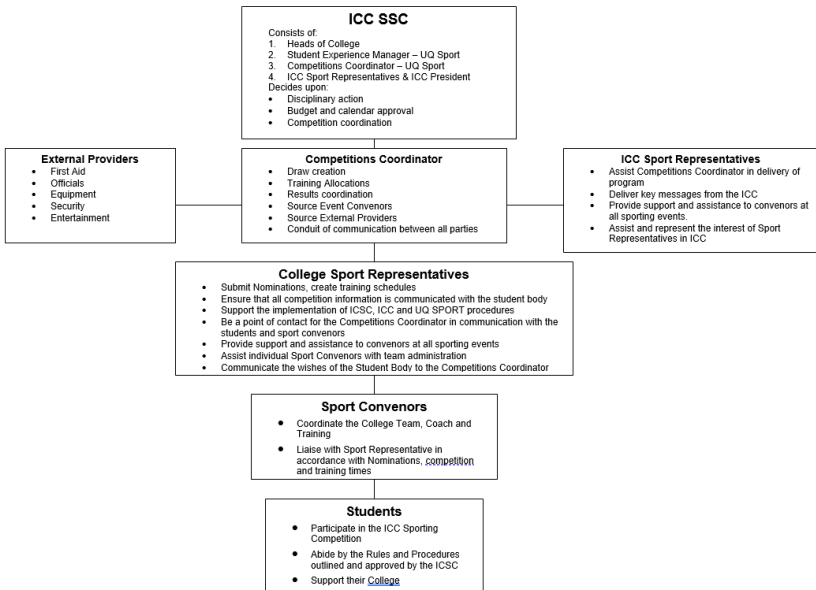 ICC SSC
Consists of:
1. Heads of College
2. Student Experience Manager – UQ Sport
3. Competitions Coordinator – UQ Sport
4. ICC Sport Representatives & ICC President
Decides upon:
• Disciplinary action
• Budget and calendar approval
• Competition coordination
External Providers
• First Aid
• Officials
• Equipment
• Security
• Entertainment
Competitions Coordinator
• Draw creation
• Training Allocations
• Results coordination
• Source Event Convenors
• Source External Providers
• Conduit of communication between all parties
ICC Sport Representatives
• Assist Competitions Coordinator in delivery of
program
• Deliver key messages from the ICC
• Provide support and assistance to convenors at
all sporting events.
• Assist and represent the interest of Sport
Representatives in ICC
College Sport Representatives
• Submit Nominations, create training schedules
• Ensure that all competition information is communicated with the student body
• Support the implementation of ICSC, ICC and UQ SPORT procedures
• Be a point of contact for the Competitions Coordinator in communication with the
students and sport convenors
• Provide support and assistance to convenors at all sporting events
• Assist individual Sport Convenors with team administration
• Communicate the wishes of the Student Body to the Competitions Coordinator
Sport Convenors
• Coordinate the College Team, Coach and
Training
• Liaise with Sport Representative in
accordance with Nominations, competition
and training times
Students
• Participate in the ICC Sporting
Competition
• Abide by the Rules and Procedures
outlined and approved by the ICSC
• Support their College